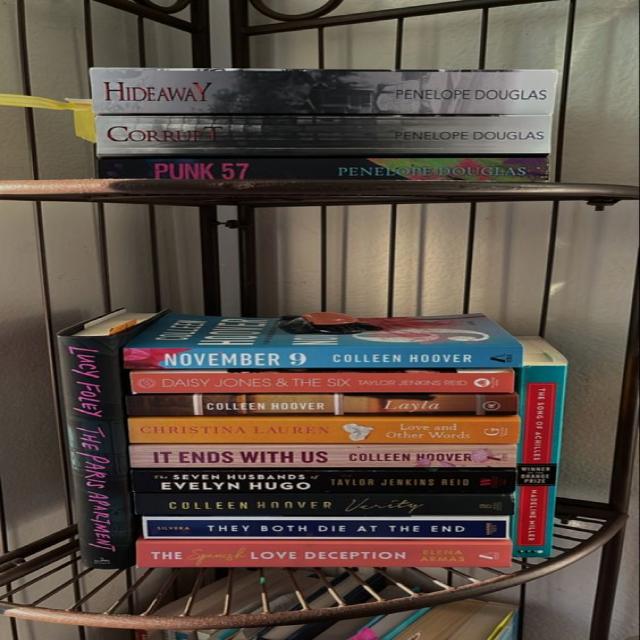 HIDEAWAY PENELOPE DOUGLAS
CORRUPT PENELOPE DOUGLAS
PUNK 57 PENELOPE DOUGLAS
LUCY FOLEY THE PARIS APARTMENT
COLLEEN HOOVER
NOVEMBER 9 COLLEEN HOOVER
DAISY JONES & THE SIX TAYLOR JENKINS REID
COLLEEN HOOVER Layla
CHRISTINA LAUREN Love and
Other Words
IT ENDS WITH US COLLEEN HOOVER
THE SEVEN HUSBANDS OF
EVELYN HUGO TAYLOR JENKINS REID
COLLEEN HOOVER Verity
SILVERA THEY BOTH DIE AT THE END
THE Spanish LOVE DECEPTION ELENA
ARMAS
THE SONG OF ACHILLES
WINNER
ORANGE
PRIZE
MADELINE MILLER